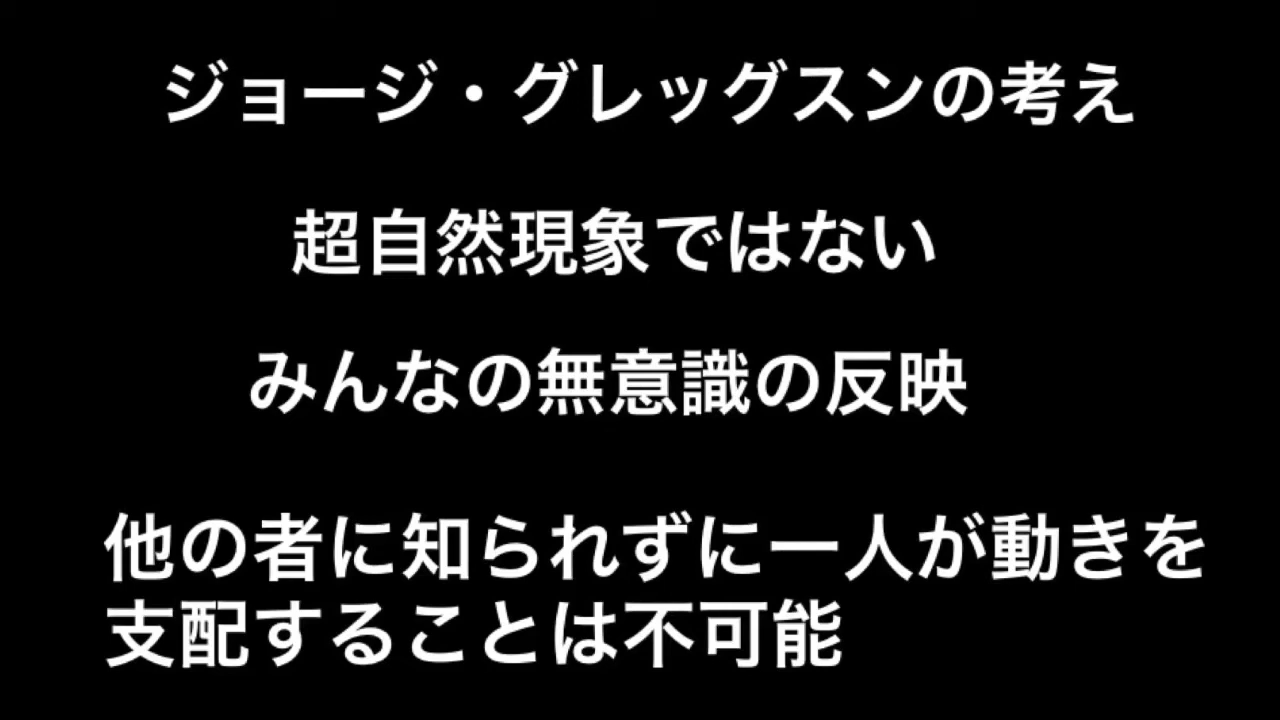 ジョージ・グレッグスンの考え
超自然現象ではない
みんなの無意識の反映
他の者に知られずに一人が動きを
支配することは不可能